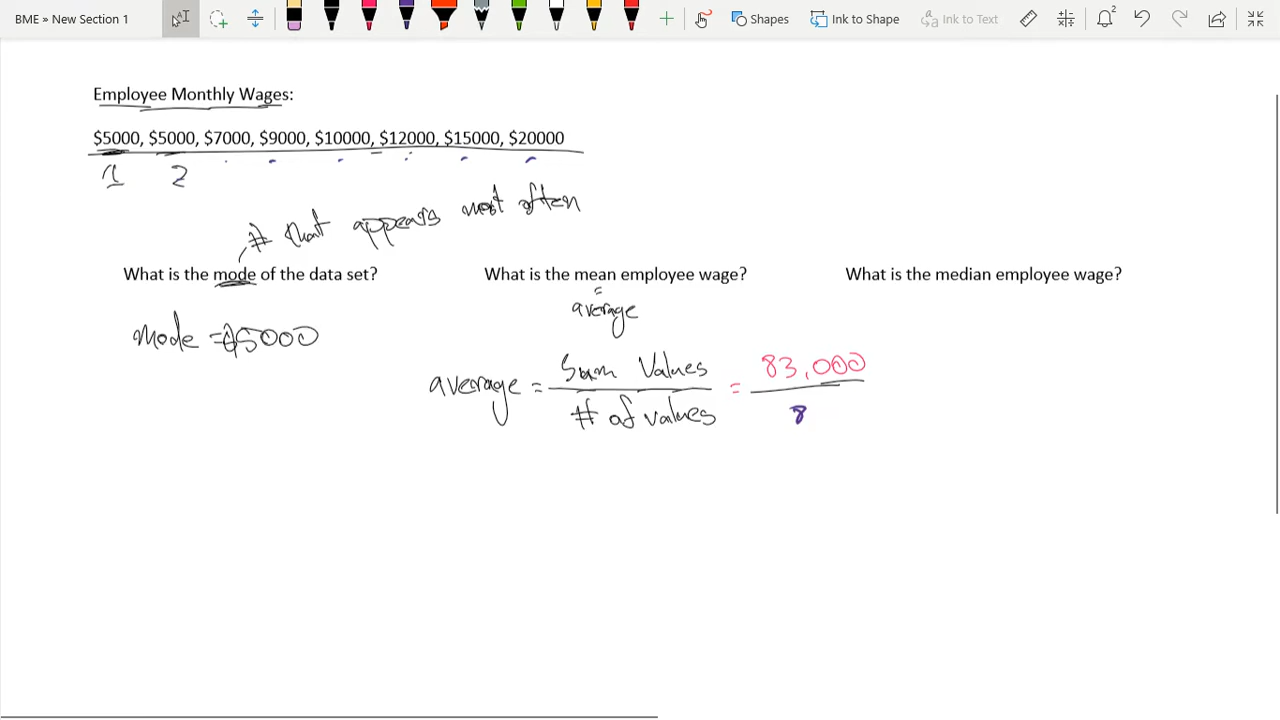 BME » New Section 1
Shapes
Ink to Shape
Ink to Text
2
Employee Monthly Wages:
$5000, $5000, $7000, $9000, $10000, $12000, $15000, $20000
1 2
# that appears most often
What is the mode of the data set?
What is the mean employee wage?
What is the median employee wage?
average
mode = $5000
average = Sum Values / # of values = 83,000 / 8